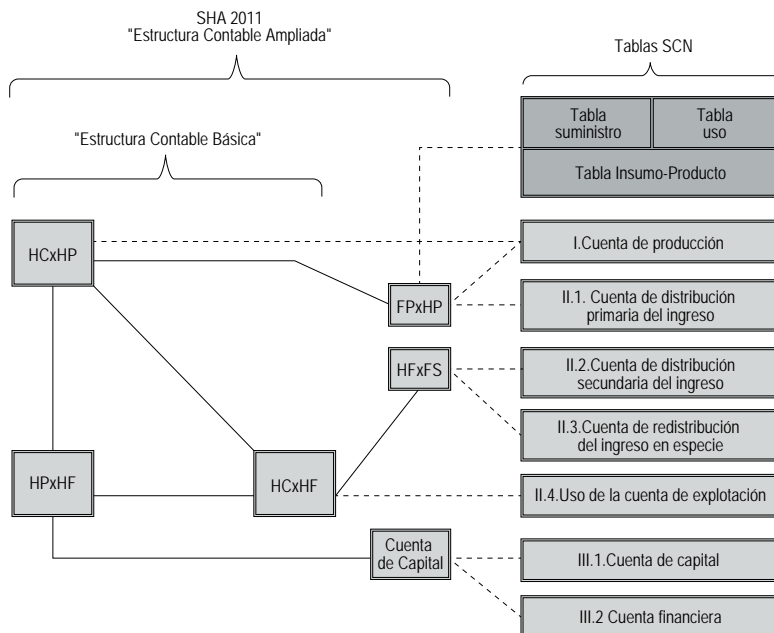 SHA 2011
"Estructura Contable Ampliada"
Tablas SCN
"Estructura Contable Básica"
Tabla
suministro
Tabla
uso
Tabla Insumo-Producto
HCxHP
I.Cuenta de producción
FPxHP
II.1. Cuenta de distribución
primaria del ingreso
HFxFS
II.2.Cuenta de distribución
secundaria del ingreso
II.3.Cuenta de redistribución
del ingreso en especie
HPxHF
HCxHF
II.4.Uso de la cuenta de explotación
Cuenta
de Capital
III.1.Cuenta de capital
III.2 Cuenta financiera